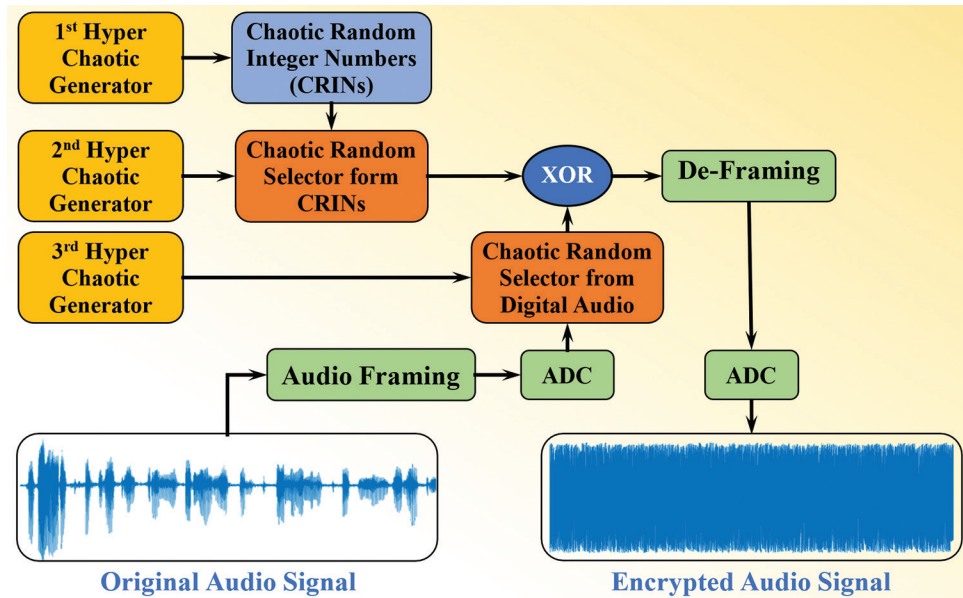 1st Hyper
Chaotic
Generator
Chaotic Random
Integer Numbers
(CRINs)
2nd Hyper
Chaotic
Generator
Chaotic Random
Selector form
CRINs
XOR
De-Framing
3rd Hyper
Chaotic
Generator
Chaotic Random
Selector from
Digital Audio
Audio Framing
ADC
ADC
Original Audio Signal
Encrypted Audio Signal